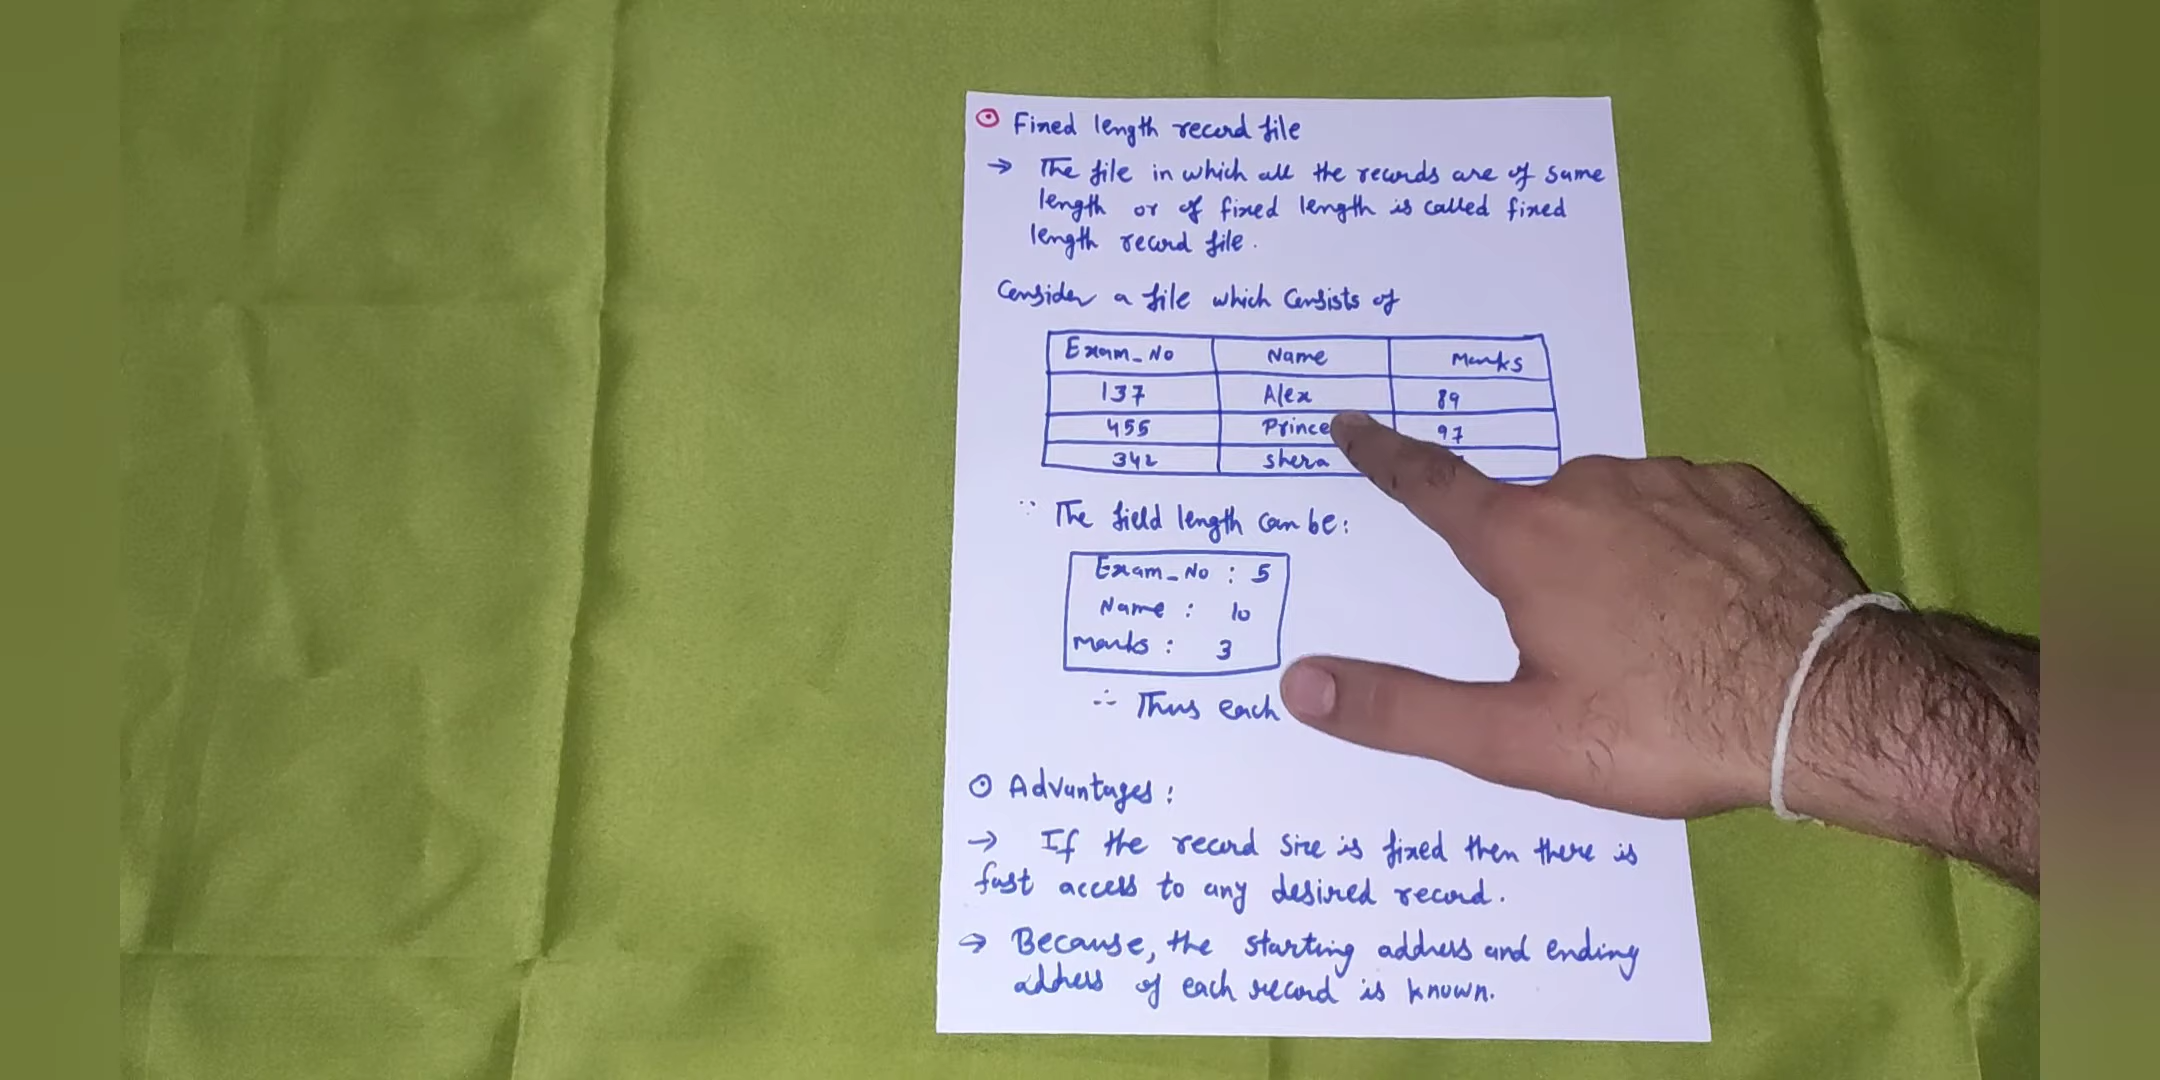 Fixed length record file
→ The file in which all the records are of same
length or of fixed length is called fixed
length record file.
Consider a file which consists of
Exam_No Name Marks
137 Alex 89
455 Prince 97
342 shera
∵ The field length can be:
Exam_No : 5
Name : 10
Marks : 3
∴ Thus each
Advantages:
→ If the record size is fixed then there is
fast access to any desired record.
→ Because, the starting address and ending
address of each record is known.